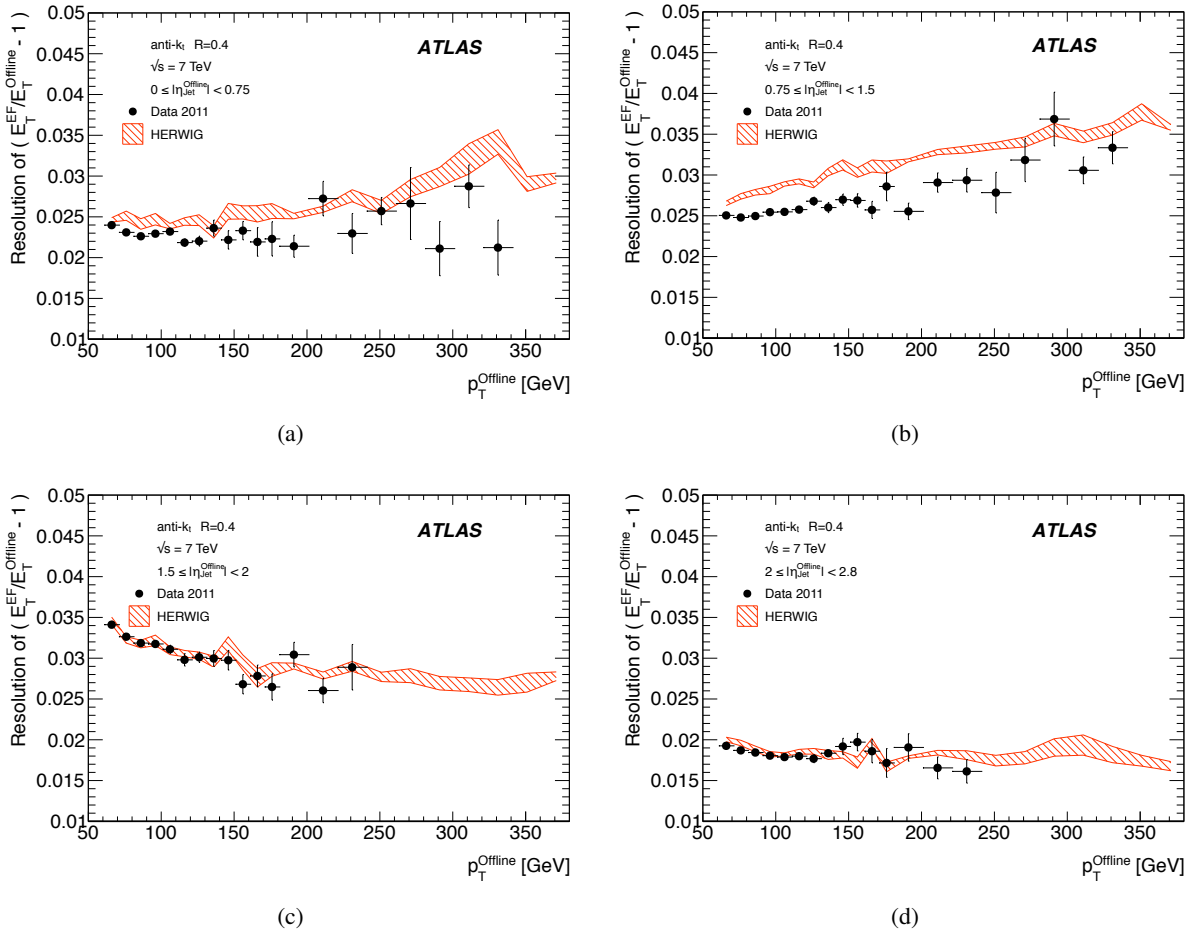 Resolution of ( E_T^EF/E_T^Offline - 1 )
0.05
0.045
0.04
0.035
0.03
0.025
0.02
0.015
0.01
anti-k_t R=0.4
√s = 7 TeV
0 ≤ |η_Jet^Offline| < 0.75
Data 2011
HERWIG
ATLAS
50 100 150 200 250 300 350
p_T^Offline [GeV]
(a)
Resolution of ( E_T^EF/E_T^Offline - 1 )
0.05
0.045
0.04
0.035
0.03
0.025
0.02
0.015
0.01
anti-k_t R=0.4
√s = 7 TeV
0.75 ≤ |η_Jet^Offline| < 1.5
Data 2011
HERWIG
ATLAS
50 100 150 200 250 300 350
p_T^Offline [GeV]
(b)
Resolution of ( E_T^EF/E_T^Offline - 1 )
0.05
0.045
0.04
0.035
0.03
0.025
0.02
0.015
0.01
anti-k_t R=0.4
√s = 7 TeV
1.5 ≤ |η_Jet^Offline| < 2
Data 2011
HERWIG
ATLAS
50 100 150 200 250 300 350
p_T^Offline [GeV]
(c)
Resolution of ( E_T^EF/E_T^Offline - 1 )
0.05
0.045
0.04
0.035
0.03
0.025
0.02
0.015
0.01
anti-k_t R=0.4
√s = 7 TeV
2 ≤ |η_Jet^Offline| < 2.8
Data 2011
HERWIG
ATLAS
50 100 150 200 250 300 350
p_T^Offline [GeV]
(d)